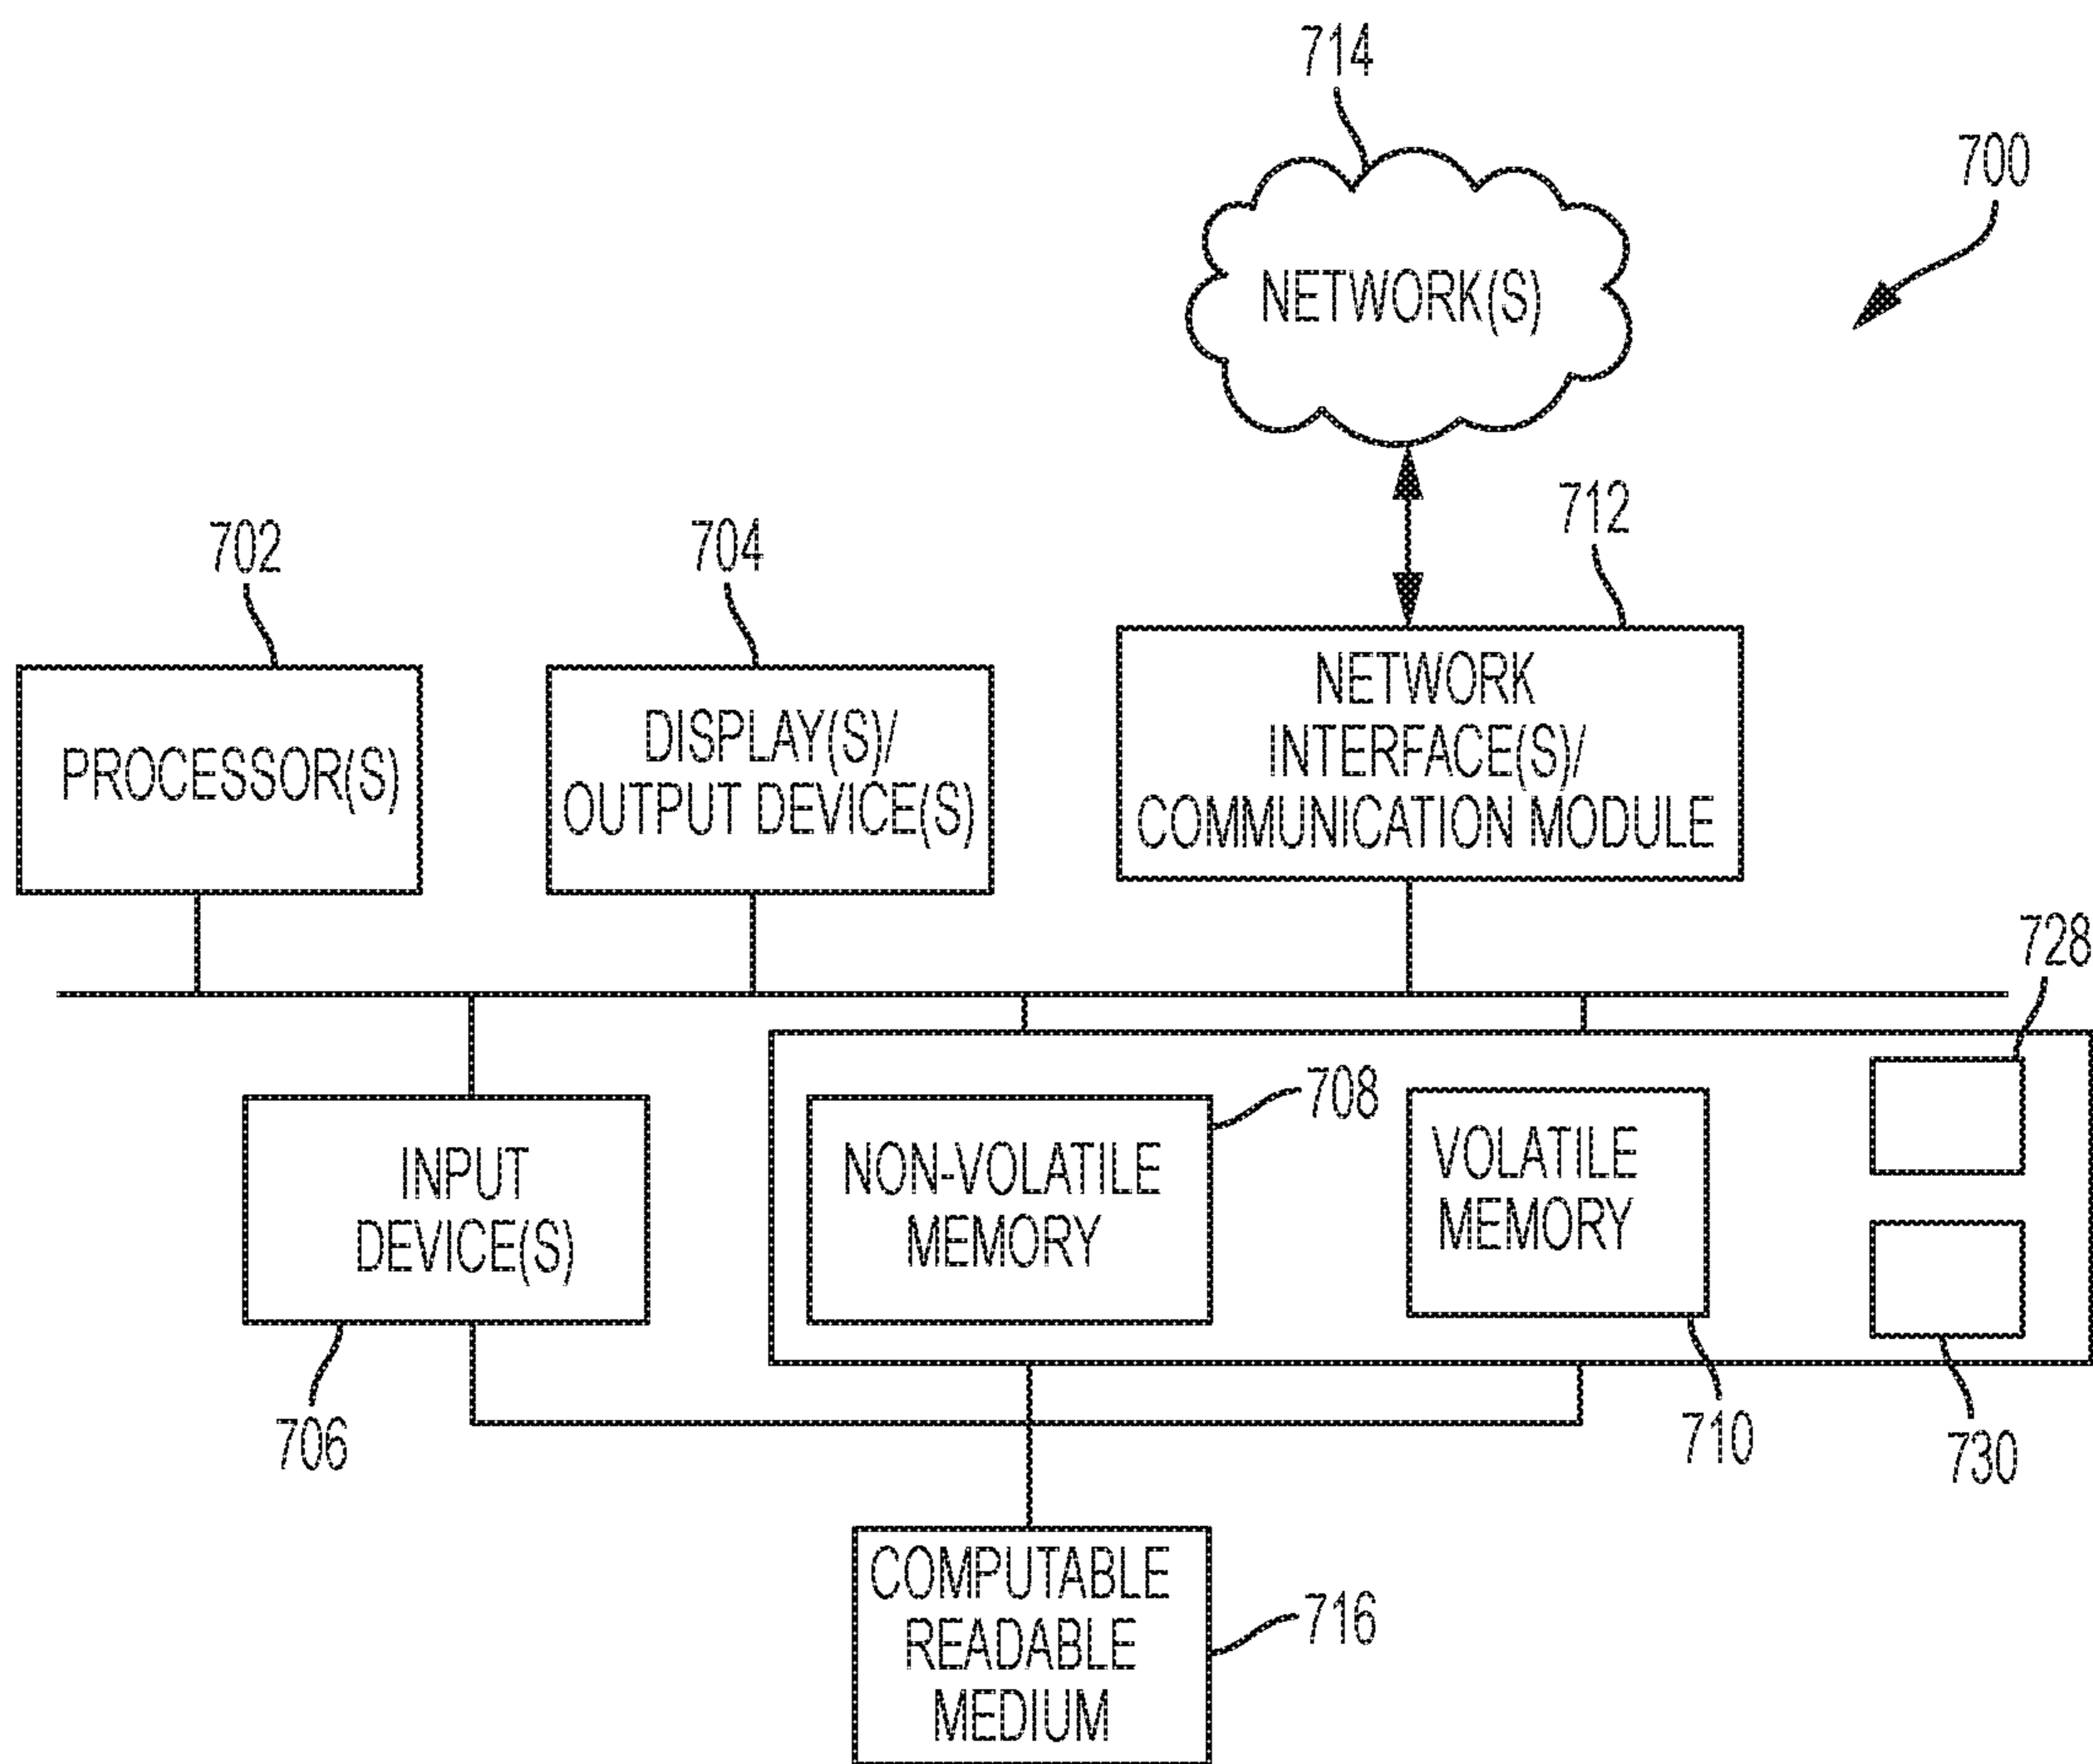 714
700
NETWORK(S)
712
702
704
PROCESSOR(S)
DISPLAY(S)/
OUTPUT DEVICE(S)
NETWORK
INTERFACE(S)/
COMMUNICATION MODULE
728
708
INPUT
DEVICE(S)
NON-VOLATILE
MEMORY
VOLATILE
MEMORY
706
710
730
COMPUTABLE
READABLE
MEDIUM
716